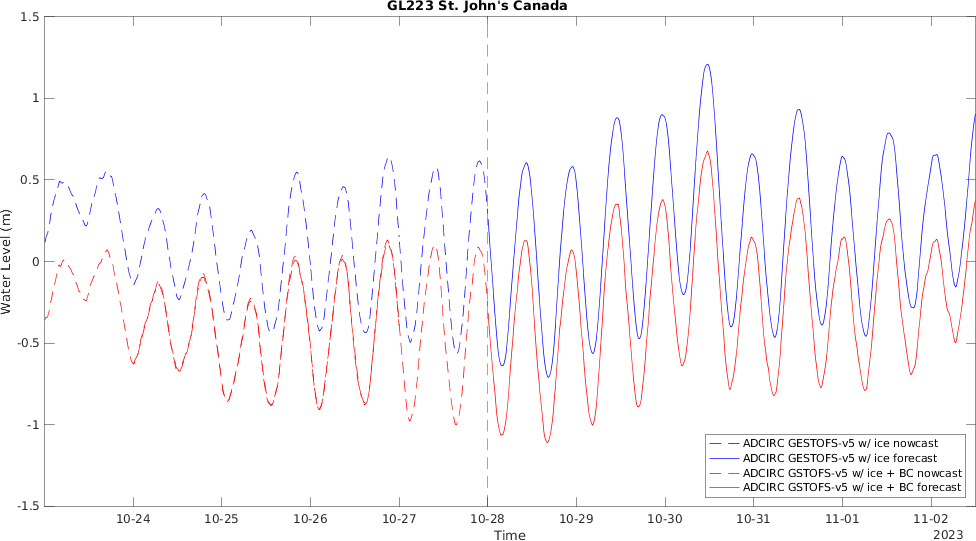 GL223 St. John's Canada
1.5
1
0.5
0
-0.5
-1
-1.5
Water Level (m)
ADCIRC GESTOFS-v5 w/ ice nowcast
ADCIRC GESTOFS-v5 w/ ice forecast
ADCIRC GSTOFS-v5 w/ ice + BC nowcast
ADCIRC GSTOFS-v5 w/ ice + BC forecast
10-24 10-25 10-26 10-27 10-28 10-29 10-30 10-31 11-01 11-02
Time
2023